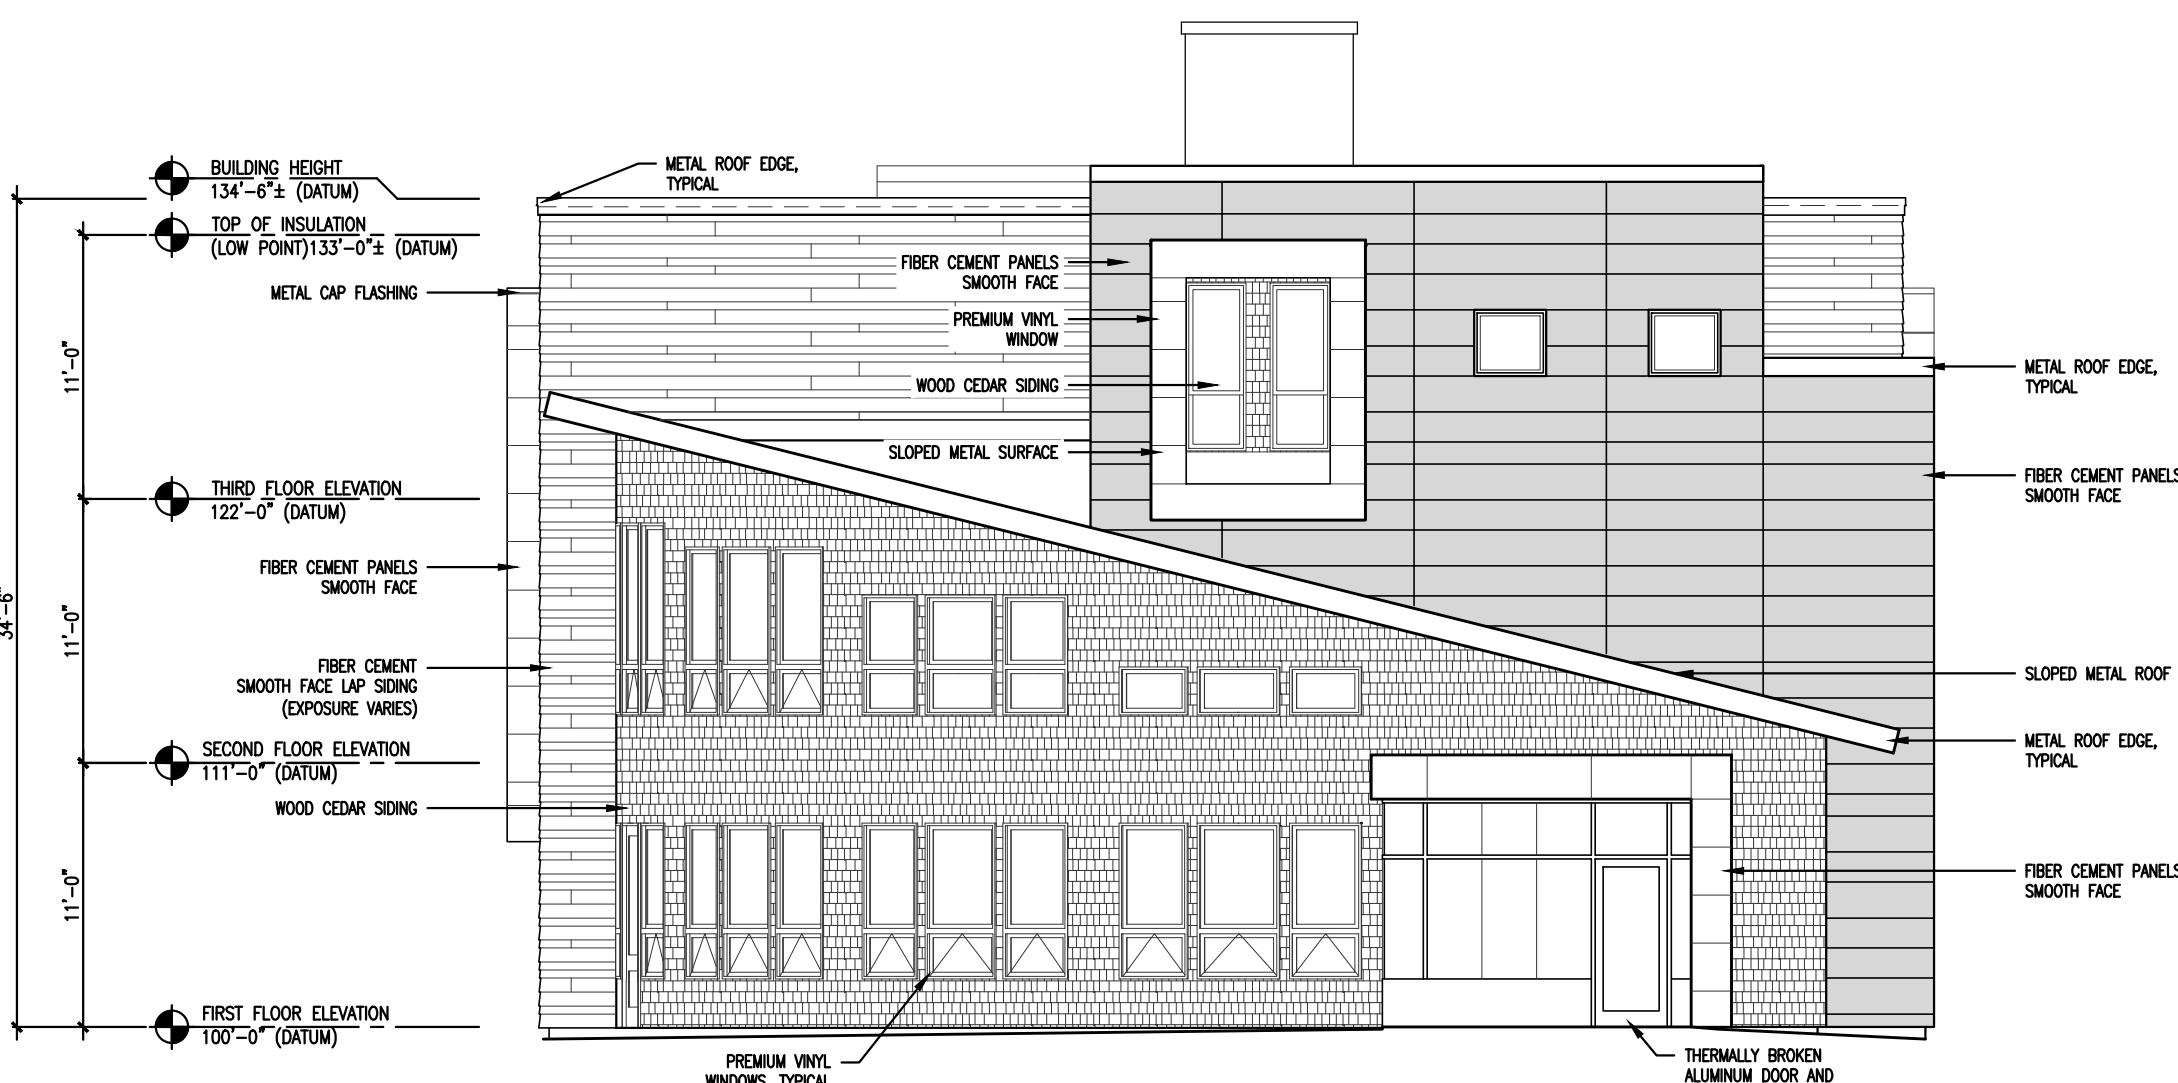 BUILDING HEIGHT
134'-6"± (DATUM)
TOP OF INSULATION
(LOW POINT)133'-0"± (DATUM)
METAL CAP FLASHING
11'-0"
THIRD FLOOR ELEVATION
122'-0" (DATUM)
FIBER CEMENT PANELS
SMOOTH FACE
34'-6"
11'-0"
FIBER CEMENT
SMOOTH FACE LAP SIDING
(EXPOSURE VARIES)
SECOND FLOOR ELEVATION
111'-0" (DATUM)
WOOD CEDAR SIDING
11'-0"
FIRST FLOOR ELEVATION
100'-0" (DATUM)
METAL ROOF EDGE,
TYPICAL
FIBER CEMENT PANELS
SMOOTH FACE
PREMIUM VINYL
WINDOW
WOOD CEDAR SIDING
SLOPED METAL SURFACE
PREMIUM VINYL
WINDOWS, TYPICAL
METAL ROOF EDGE,
TYPICAL
FIBER CEMENT PANELS
SMOOTH FACE
SLOPED METAL ROOF
METAL ROOF EDGE,
TYPICAL
FIBER CEMENT PANELS
SMOOTH FACE
THERMALLY BROKEN
ALUMINUM DOOR AND